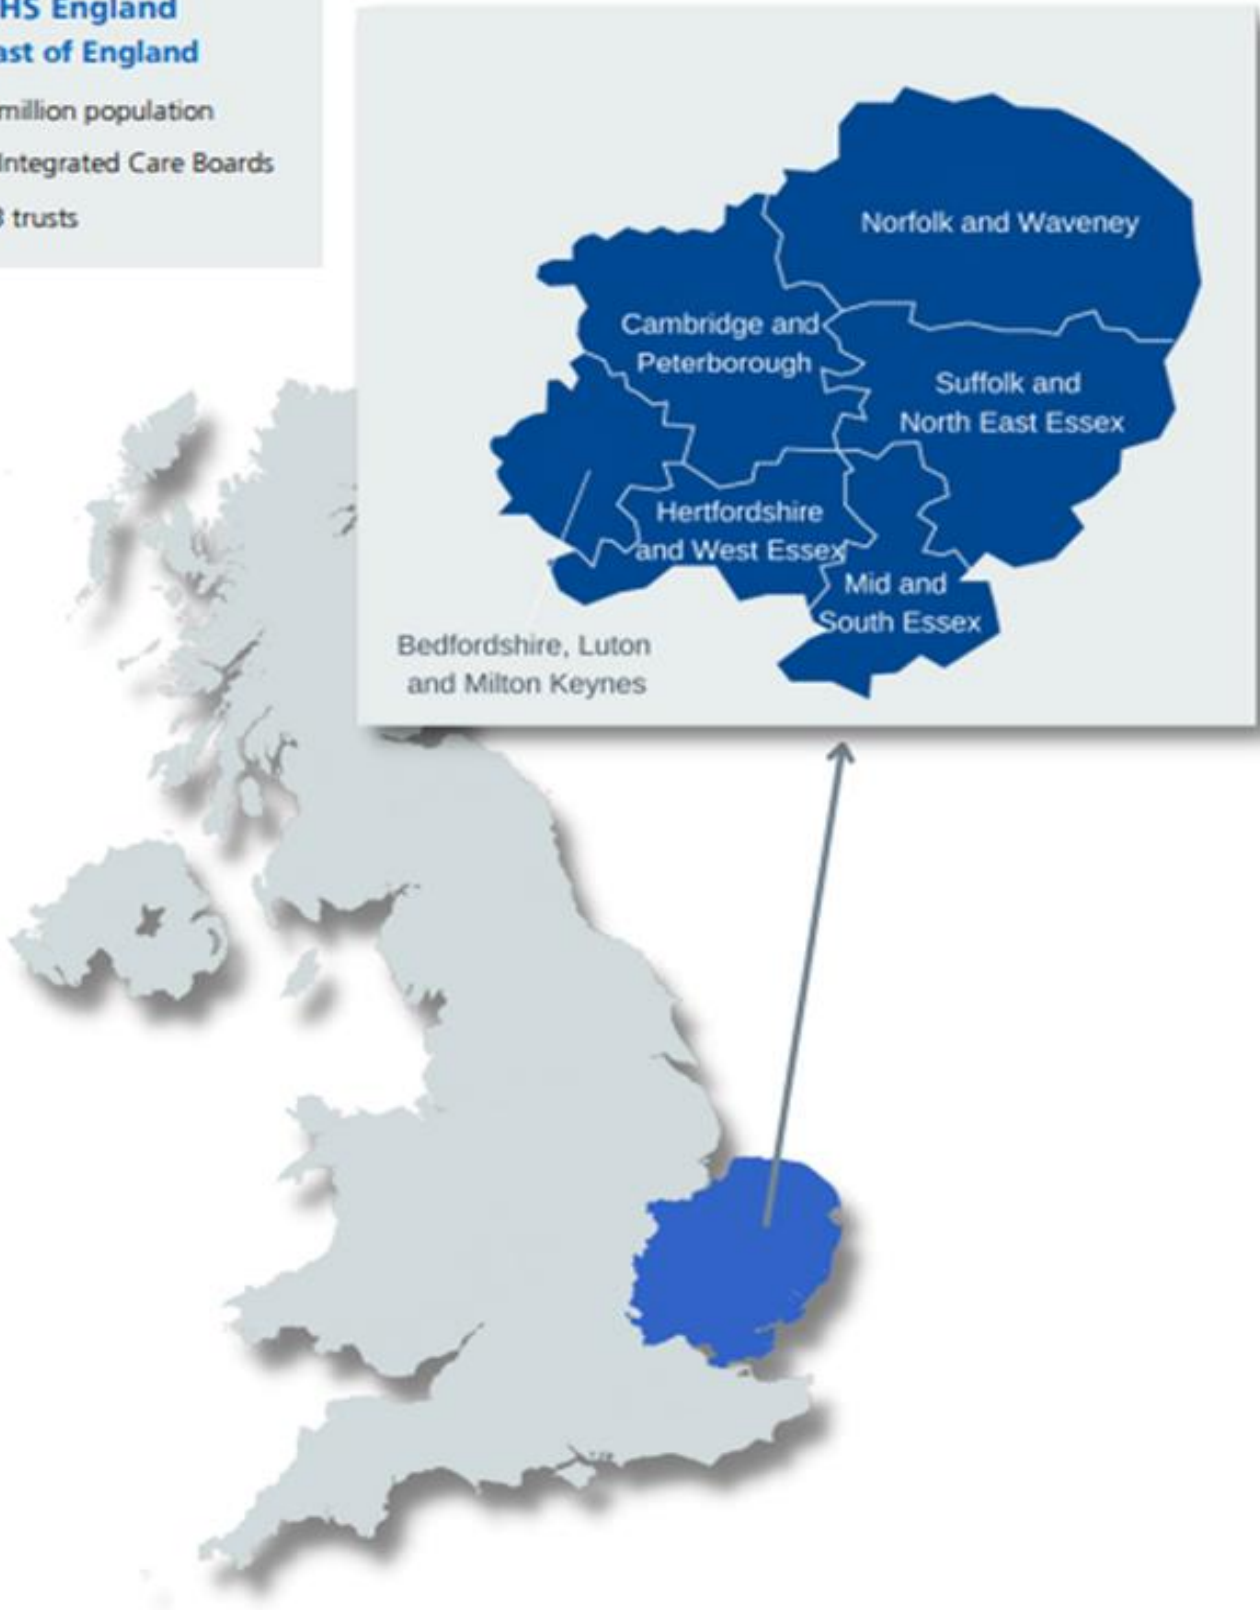 HS England
ast of England
million population
Integrated Care Boards
3 trusts
Norfolk and Waveney
Cambridge and
Peterborough
Suffolk and
North East Essex
Hertfordshire
and West Essex
Mid and
South Essex
Bedfordshire, Luton
and Milton Keynes